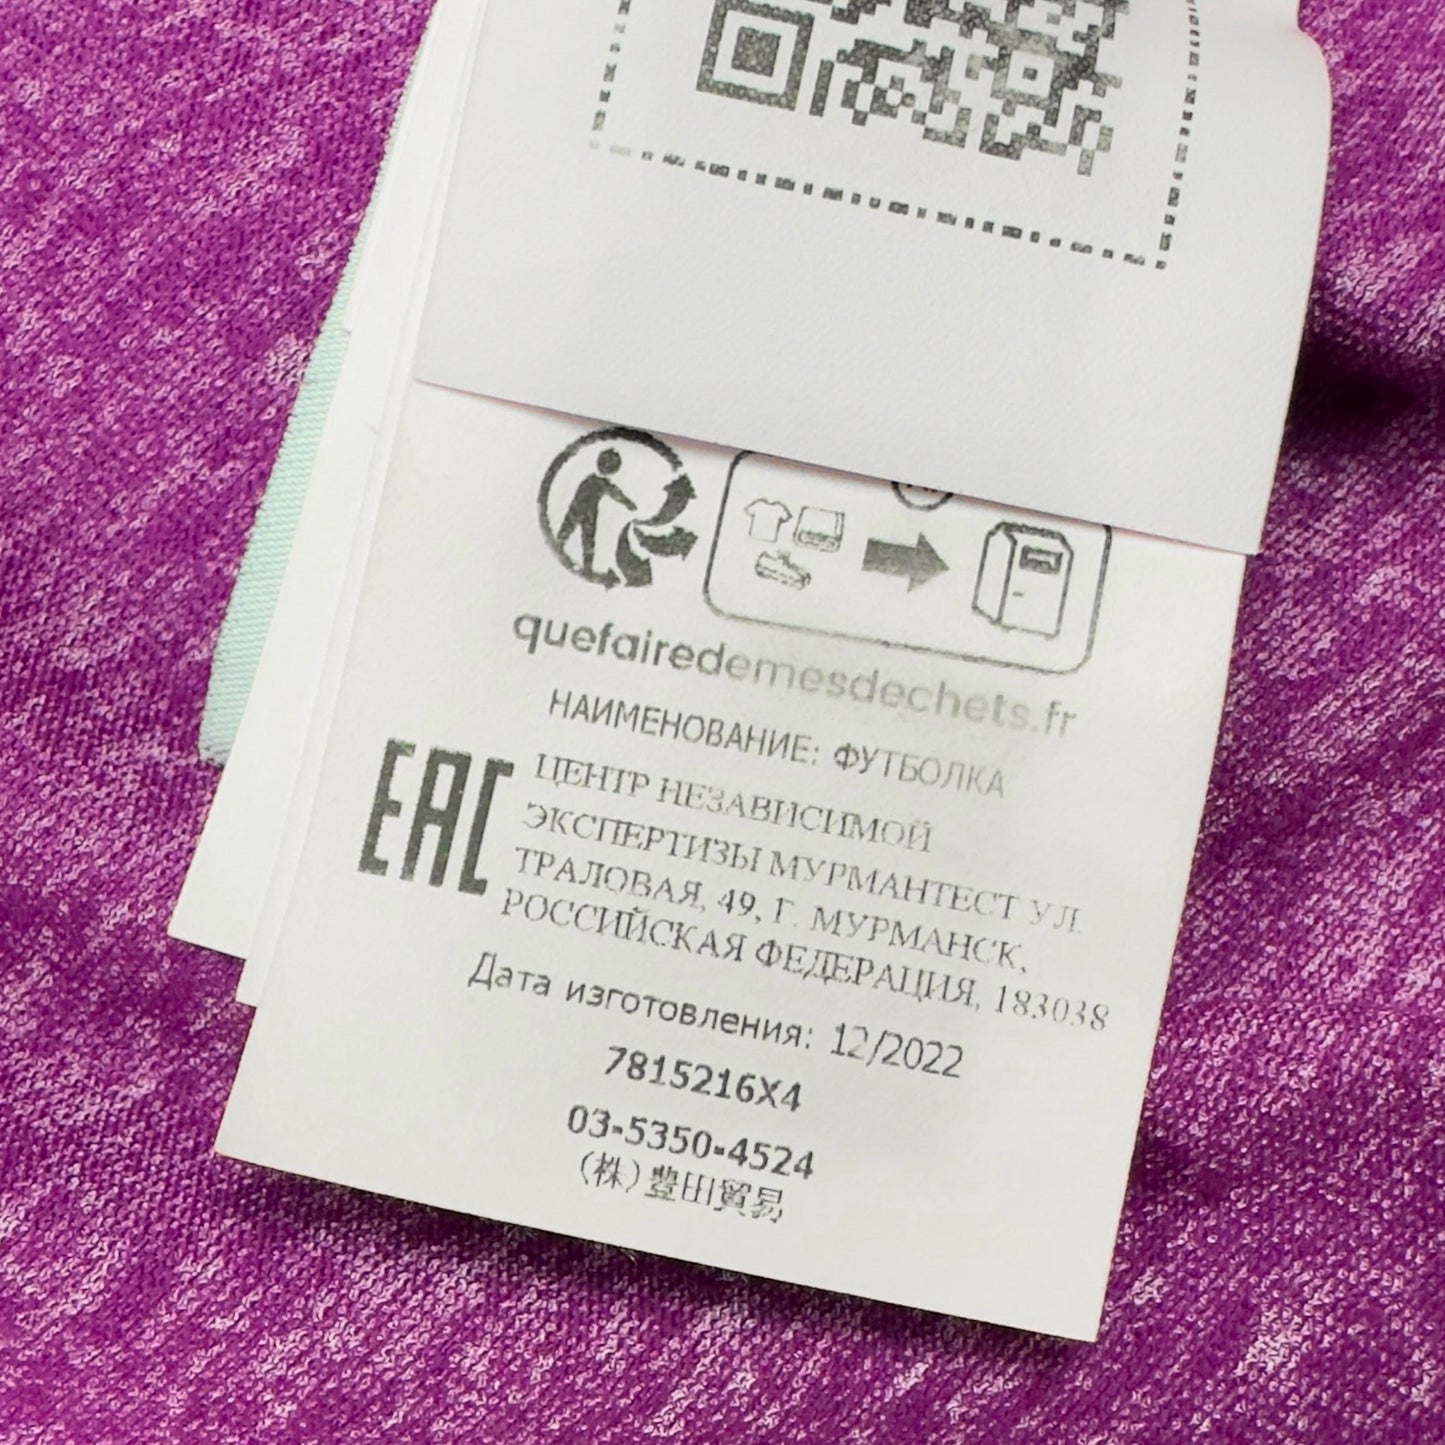 quefairedemesdechets.fr
НАИМЕНОВАНИЕ: ФУТБОЛКА
EAC
ЦЕНТР НЕЗАВИСИМОЙ
ЭКСПЕРТИЗЫ МУРМАНТЕСТ УЛ.
ТРАЛОВАЯ, 49, Г. МУРМАНСК,
РОССИЙСКАЯ ФЕДЕРАЦИЯ, 183038
Дата изготовления: 12/2022
7815216X4
03-5350-4524
(株)豊田貿易